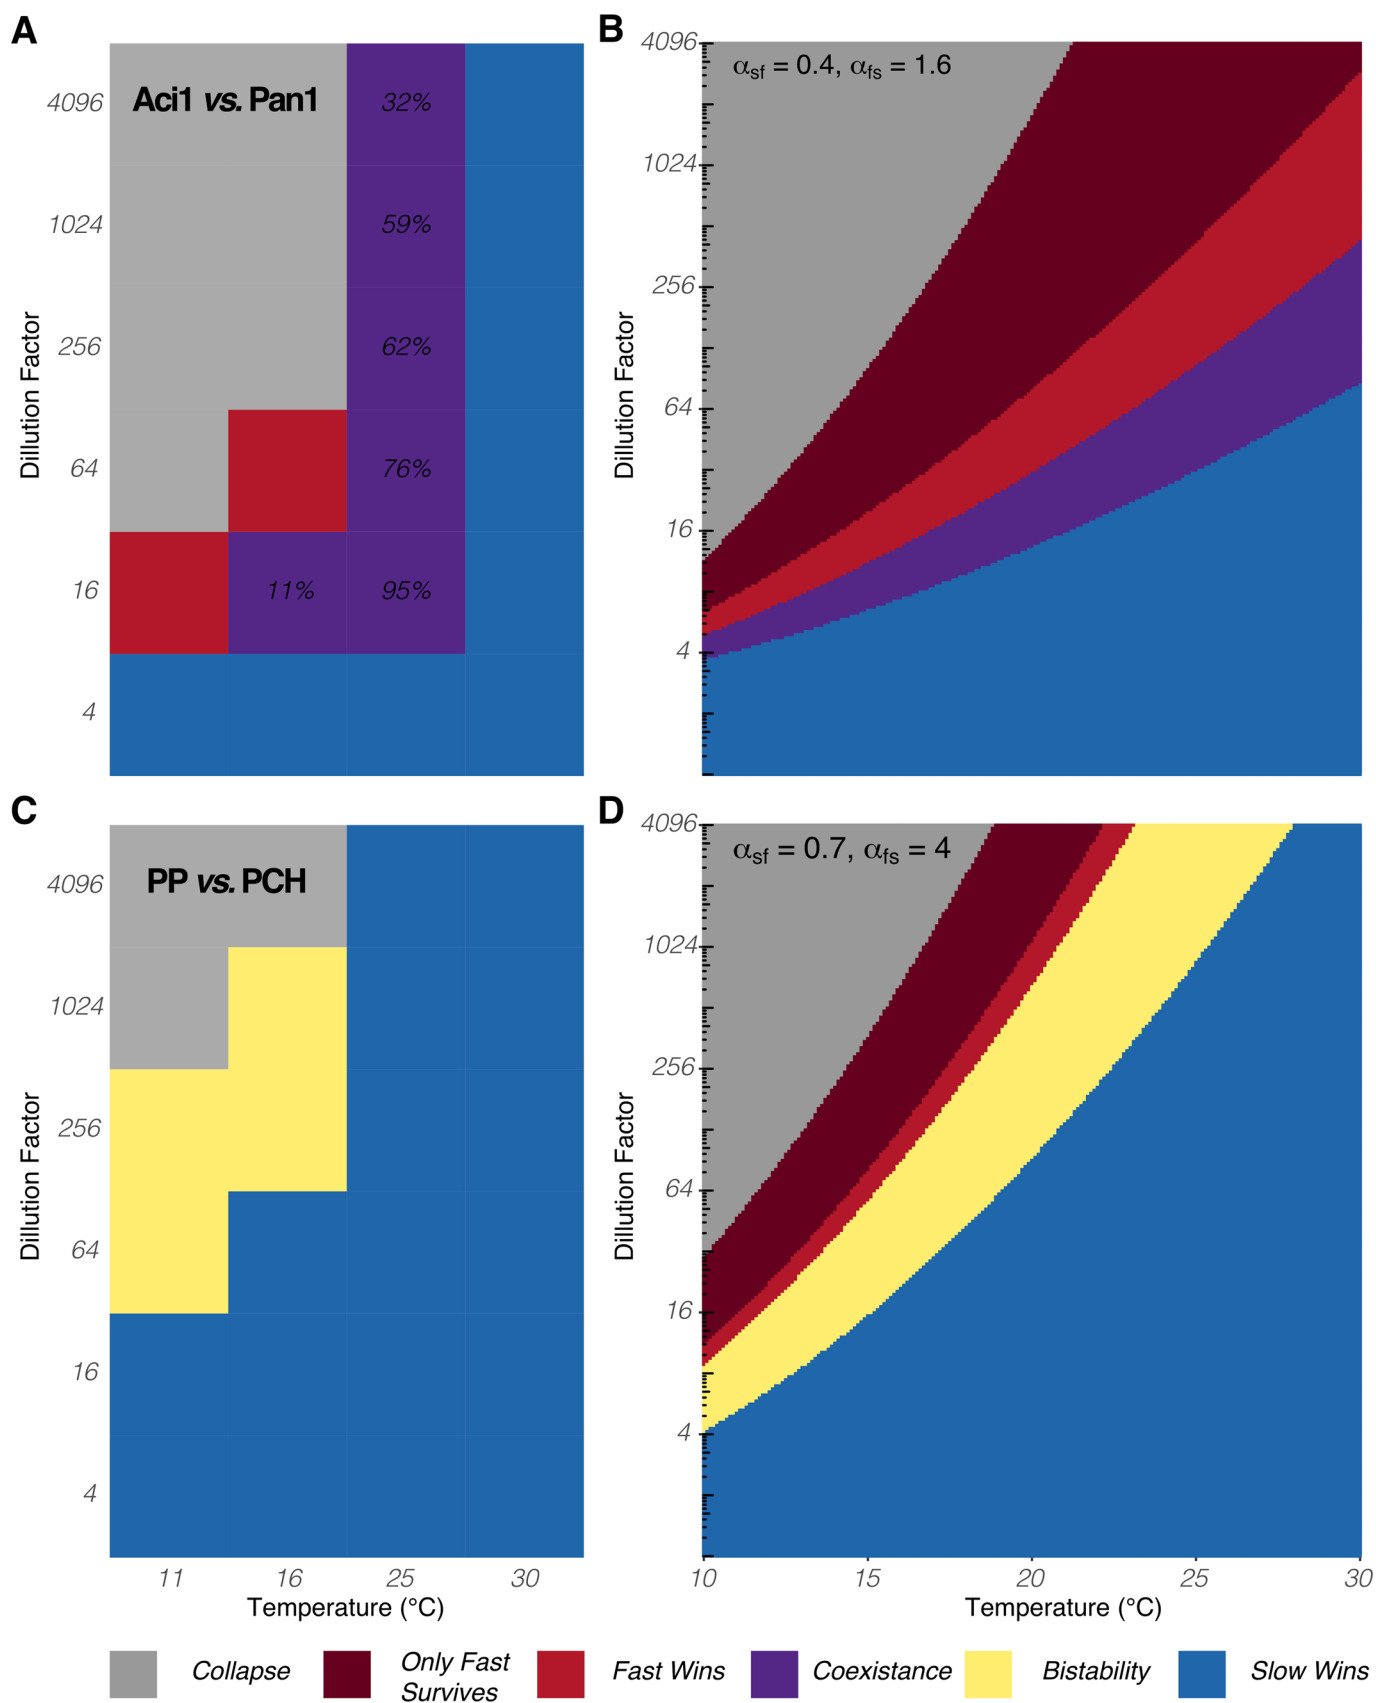 A
Dillution Factor
4096
1024
256
64
16
4
Aci1 vs. Pan1
32%
59%
62%
76%
11%
95%
B
Dillution Factor
4096
1024
256
64
16
4
αsf = 0.4, αfs = 1.6
C
Dillution Factor
4096
1024
256
64
16
4
PP vs. PCH
11
16
25
30
Temperature (°C)
D
Dillution Factor
4096
1024
256
64
16
4
αsf = 0.7, αfs = 4
10
15
20
25
30
Temperature (°C)
Collapse
Only Fast
Survives
Fast Wins
Coexistance
Bistability
Slow Wins